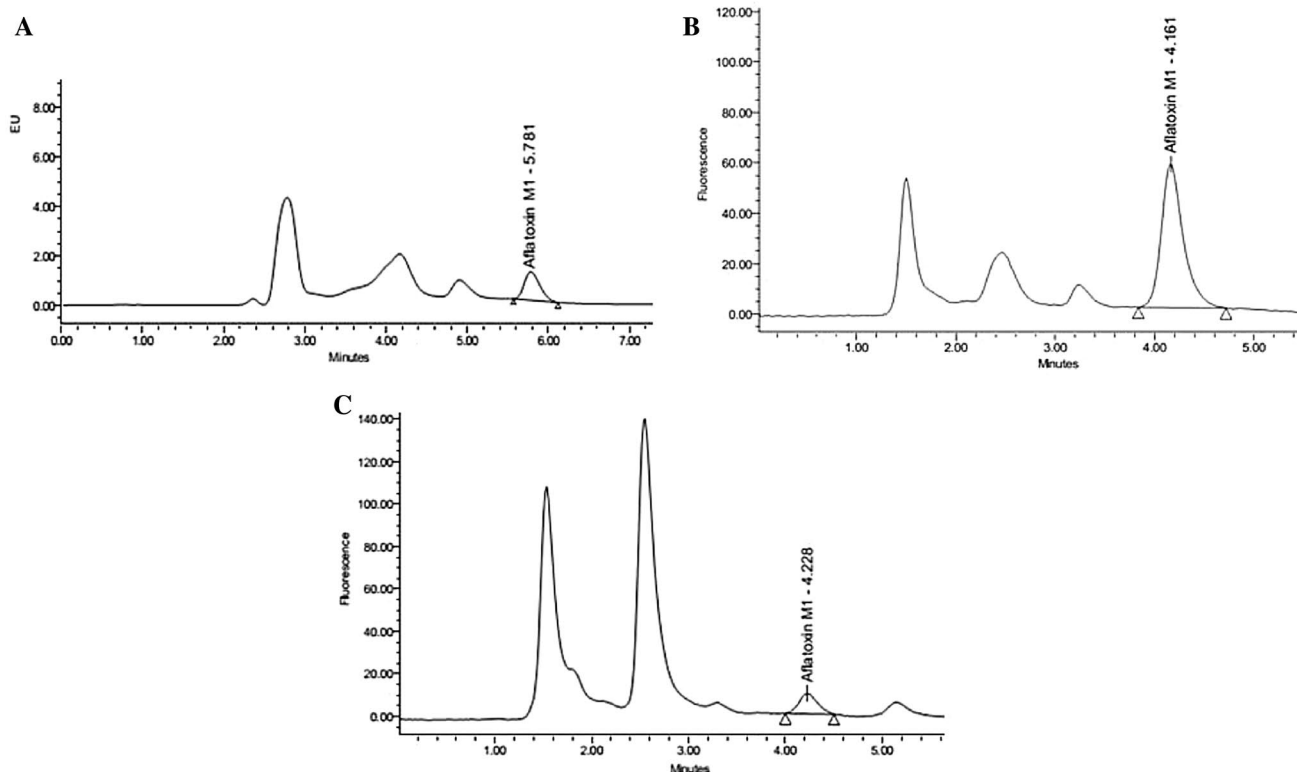 A
EU
8.00
6.00
4.00
2.00
0.00
Aflatoxin M1 - 5.781
0.00 1.00 2.00 3.00 4.00 5.00 6.00 7.00
Minutes
B
Fluorescence
120.00
100.00
80.00
60.00
40.00
20.00
0.00
Aflatoxin M1 - 4.161
1.00 2.00 3.00 4.00 5.00
Minutes
C
Fluorescence
140.00
120.00
100.00
80.00
60.00
40.00
20.00
0.00
Aflatoxin M1 - 4.228
1.00 2.00 3.00 4.00 5.00
Minutes